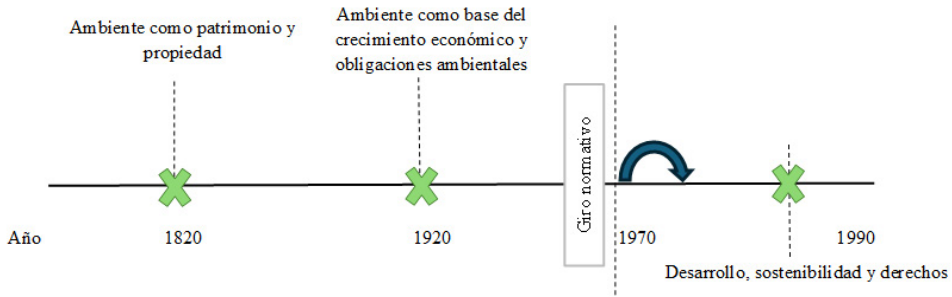 Ambiente como patrimonio y
propiedad
Ambiente como base del
crecimiento económico y
obligaciones ambientales
Giro normativo
Año
1820
1920
1970
1990
Desarrollo, sostenibilidad y derechos